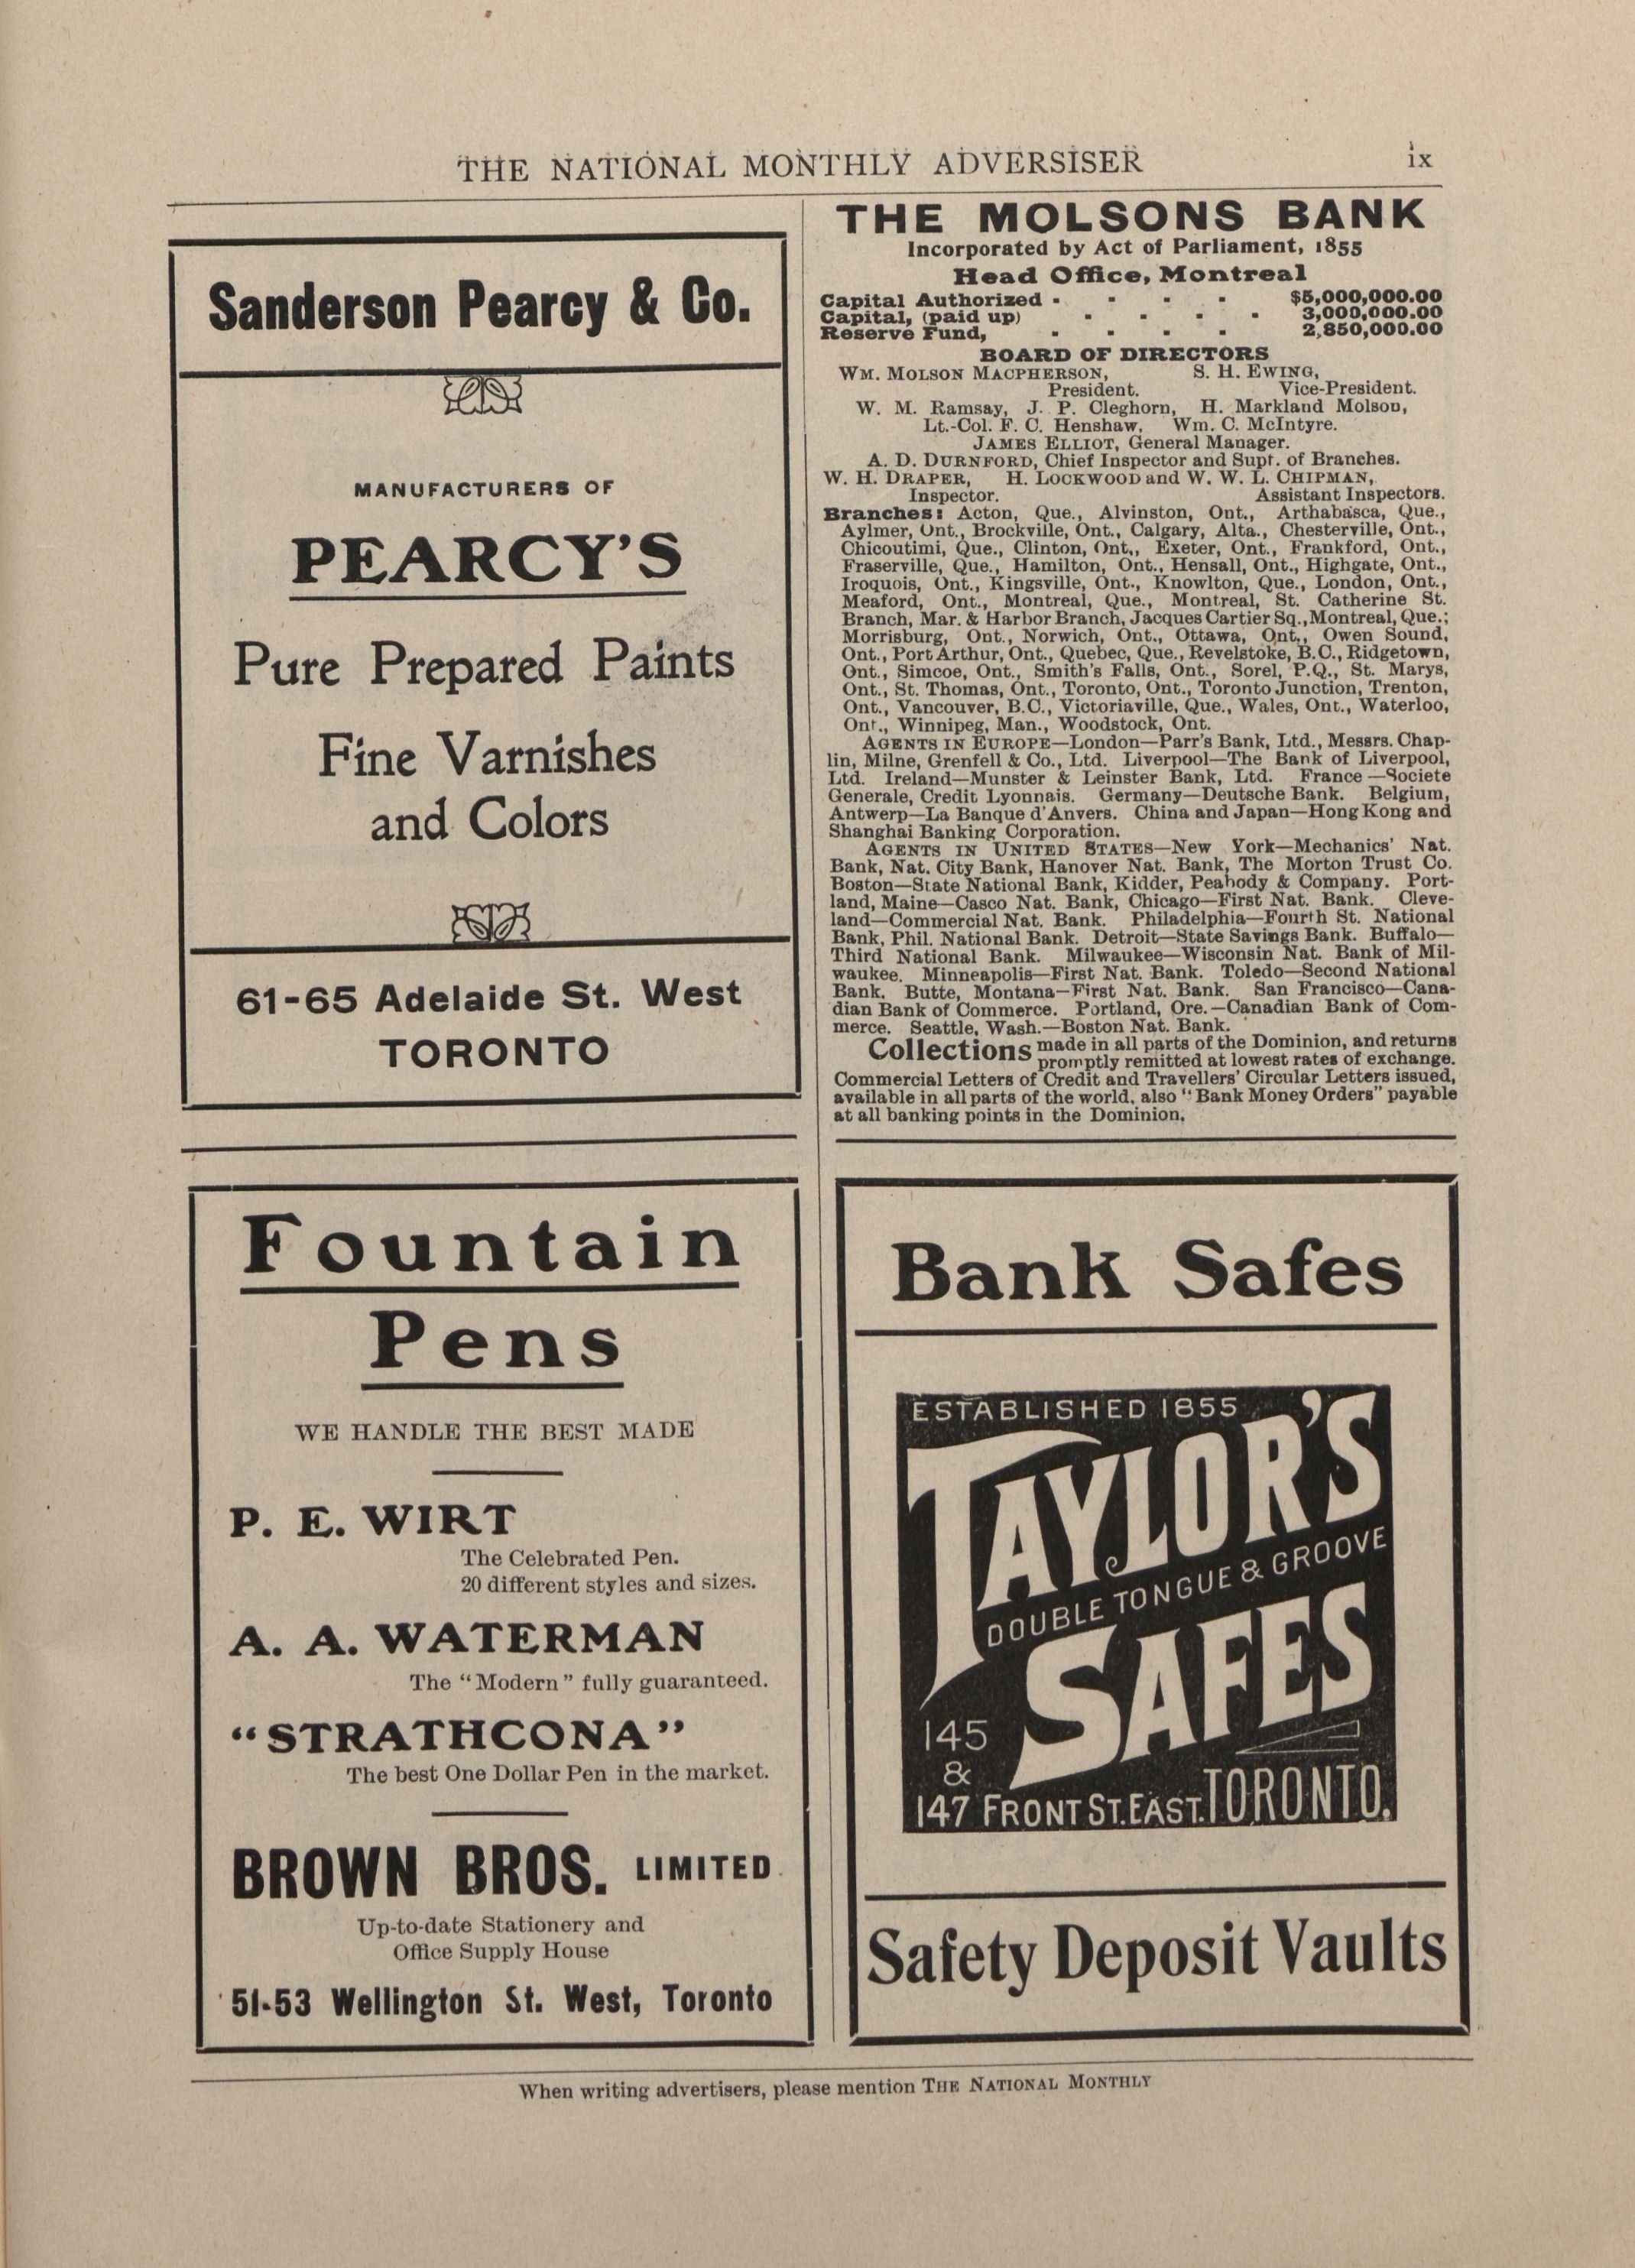 THE NATIONAL MONTHLY ADVERSISER
ix
Sanderson Pearcy & Co.
MANUFACTURERS OF
PEARCY'S
Pure Prepared Paints
Fine Varnishes
and Colors
61-65 Adelaide St. West
TORONTO
THE MOLSONS BANK
Incorporated by Act of Parliament, 1855
Head Office, Montreal
Capital Authorized - - - - $5,000,000.00
Capital, (paid up) - - - - 3,000,000.00
Reserve Fund, - - - - 2,850,000.00
BOARD OF DIRECTORS
WM. MOLSON MACPHERSON, S. H. EWING,
President. Vice-President.
W. M. Ramsay, J. P. Cleghorn, H. Markland Molson,
Lt.-Col. F. C. Henshaw, Wm. C. McIntyre.
JAMES ELLIOT, General Manager.
A. D. DURNFORD, Chief Inspector and Supt. of Branches.
W. H. DRAPER, H. LOCKWOOD and W. W. L. CHIPMAN,
Inspector. Assistant Inspectors.
Branches: Acton, Que., Alvinston, Ont., Arthabasca, Que.,
Aylmer, Ont., Brockville, Ont., Calgary, Alta., Chesterville, Ont.,
Chicoutimi, Que., Clinton, Ont., Exeter, Ont., Frankford, Ont.,
Fraserville, Que., Hamilton, Ont., Hensall, Ont., Highgate, Ont.,
Iroquois, Ont., Kingsville, Ont., Knowlton, Que., London, Ont.,
Meaford, Ont., Montreal, Que., Montreal, St. Catherine St.
Branch, Mar. & Harbor Branch, Jacques Cartier Sq., Montreal, Que.;
Morrisburg, Ont., Norwich, Ont., Ottawa, Ont., Owen Sound,
Ont., Port Arthur, Ont., Quebec, Que., Revelstoke, B.C., Ridgetown,
Ont., Simcoe, Ont., Smith's Falls, Ont., Sorel, P.Q., St. Marys,
Ont., St. Thomas, Ont., Toronto, Ont., Toronto Junction, Trenton,
Ont., Vancouver, B.C., Victoriaville, Que., Wales, Ont., Waterloo,
Ont., Winnipeg, Man., Woodstock, Ont.
AGENTS IN EUROPE—London—Parr's Bank, Ltd., Messrs. Chap-
lin, Milne, Grenfell & Co., Ltd. Liverpool—The Bank of Liverpool,
Ltd. Ireland—Munster & Leinster Bank, Ltd. France—Societe
Generale, Credit Lyonnais. Germany—Deutsche Bank. Belgium,
Antwerp—La Banque d'Anvers. China and Japan—Hong Kong and
Shanghai Banking Corporation.
AGENTS IN UNITED STATES—New York—Mechanics' Nat.
Bank, Nat. City Bank, Hanover Nat. Bank, The Morton Trust Co.
Boston—State National Bank, Kidder, Peabody & Company. Port-
land, Maine—Casco Nat. Bank, Chicago—First Nat. Bank. Cleve-
land—Commercial Nat. Bank. Philadelphia—Fourth St. National
Bank, Phil. National Bank. Detroit—State Savings Bank. Buffalo—
Third National Bank. Milwaukee—Wisconsin Nat. Bank of Mil-
waukee. Minneapolis—First Nat. Bank. Toledo—Second National
Bank. Butte, Montana—First Nat. Bank. San Francisco—Cana-
dian Bank of Commerce. Portland, Ore.—Canadian Bank of Com-
merce. Seattle, Wash.—Boston Nat. Bank.
Collections made in all parts of the Dominion, and returns
promptly remitted at lowest rates of exchange.
Commercial Letters of Credit and Travellers' Circular Letters issued,
available in all parts of the world, also "Bank Money Orders" payable
at all banking points in the Dominion.
Fountain
Pens
WE HANDLE THE BEST MADE
P. E. WIRT
The Celebrated Pen.
20 different styles and sizes.
A. A. WATERMAN
The "Modern" fully guaranteed.
"STRATHCONA"
The best One Dollar Pen in the market.
BROWN BROS. LIMITED
Up-to-date Stationery and
Office Supply House
51-53 Wellington St. West, Toronto
Bank Safes
ESTABLISHED 1855
TAYLOR'S
DOUBLE TONGUE & GROOVE
SAFES
145
&
147 FRONT ST. EAST. TORONTO.
Safety Deposit Vaults
When writing advertisers, please mention THE NATIONAL MONTHLY